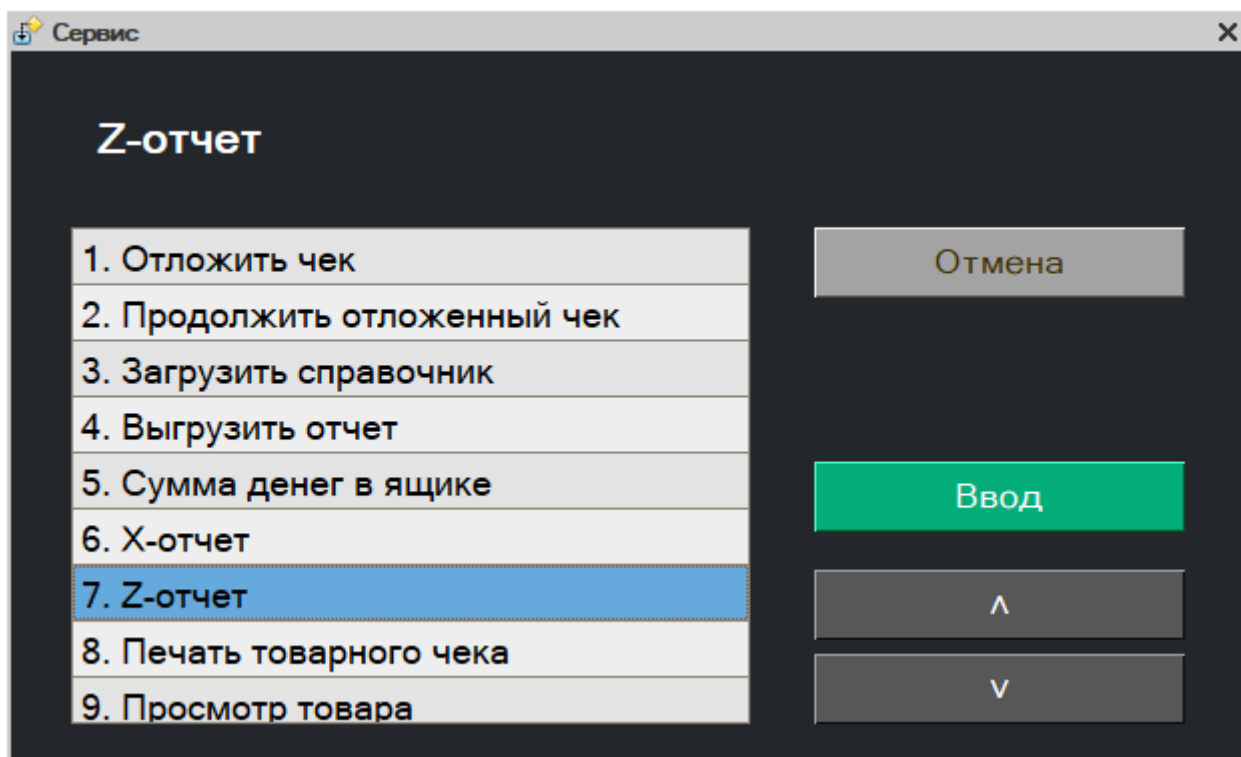 Сервис
Z-отчет
1. Отложить чек
2. Продолжить отложенный чек
3. Загрузить справочник
4. Выгрузить отчет
5. Сумма денег в ящике
6. X-отчет
7. Z-отчет
8. Печать товарного чека
9. Просмотр товара
Отмена
Ввод